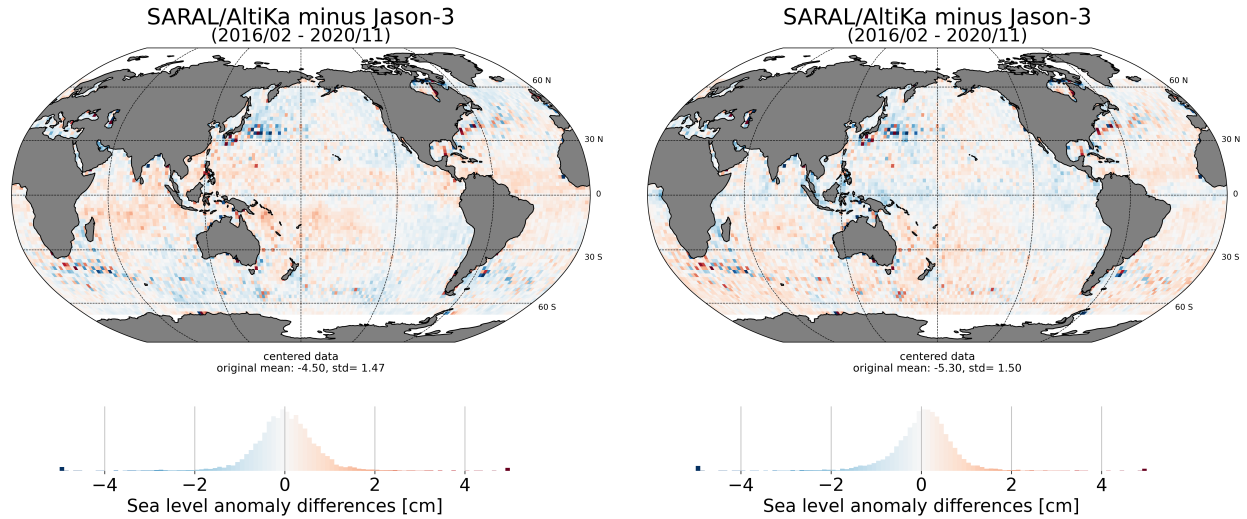 SARAL/AltiKa minus Jason-3
(2016/02 - 2020/11)
60 N
30 N
0
30 S
60 S
centered data
original mean: -4.50, std= 1.47
−4 −2 0 2 4
Sea level anomaly differences [cm]
SARAL/AltiKa minus Jason-3
(2016/02 - 2020/11)
60 N
30 N
0
30 S
60 S
centered data
original mean: -5.30, std= 1.50
−4 −2 0 2 4
Sea level anomaly differences [cm]